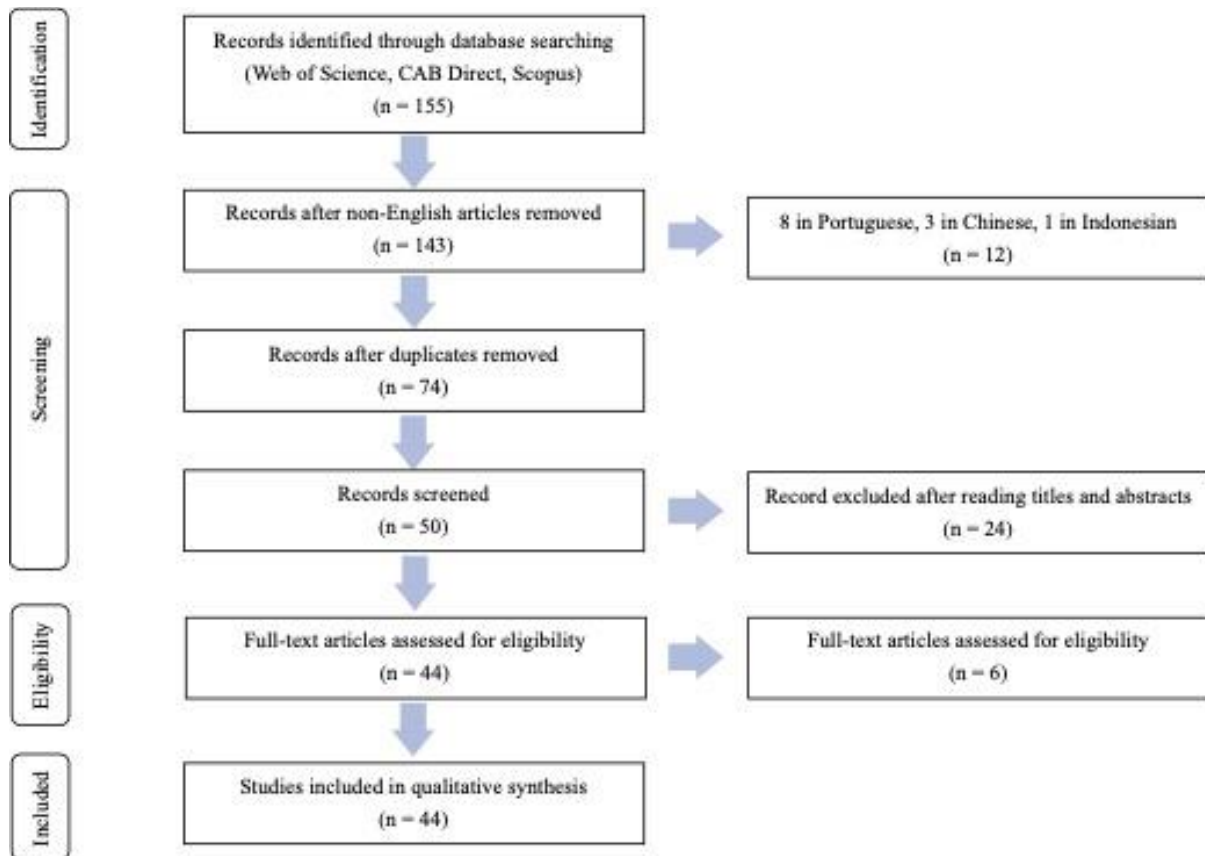 Identification
Records identified through database searching
(Web of Science, CAB Direct, Scopus)
(n = 155)
Screening
Records after non-English articles removed
(n = 143)
8 in Portuguese, 3 in Chinese, 1 in Indonesian
(n = 12)
Records after duplicates removed
(n = 74)
Records screened
(n = 50)
Record excluded after reading titles and abstracts
(n = 24)
Eligibility
Full-text articles assessed for eligibility
(n = 44)
Full-text articles assessed for eligibility
(n = 6)
Included
Studies included in qualitative synthesis
(n = 44)